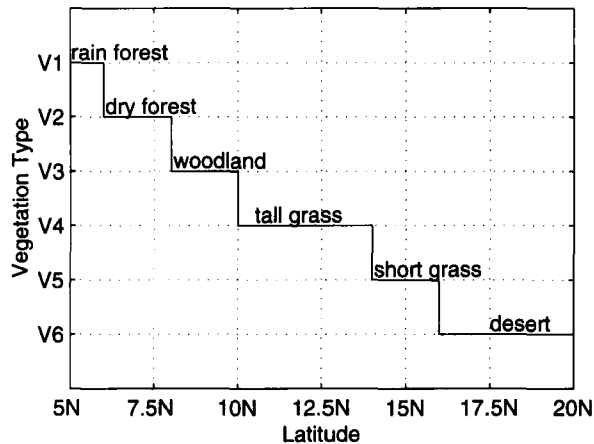 rain forest
V1
dry forest
V2
woodland
V3
tall grass
V4
short grass
V5
desert
V6
Vegetation Type
5N 7.5N 10N 12.5N 15N 17.5N 20N
Latitude